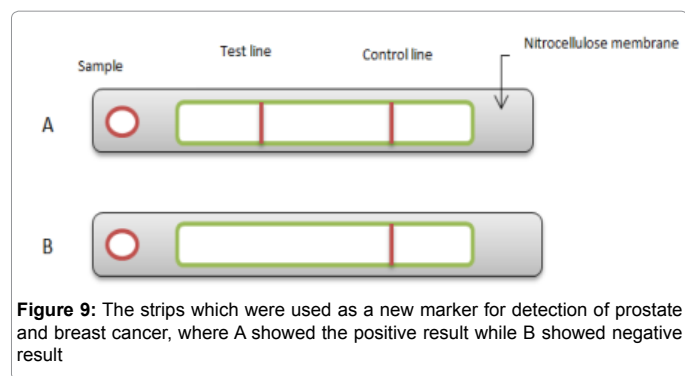 Sample
Test line
Control line
Nitrocellulose membrane
A
B
Figure 9: The strips which were used as a new marker for detection of prostate
and breast cancer, where A showed the positive result while B showed negative
result